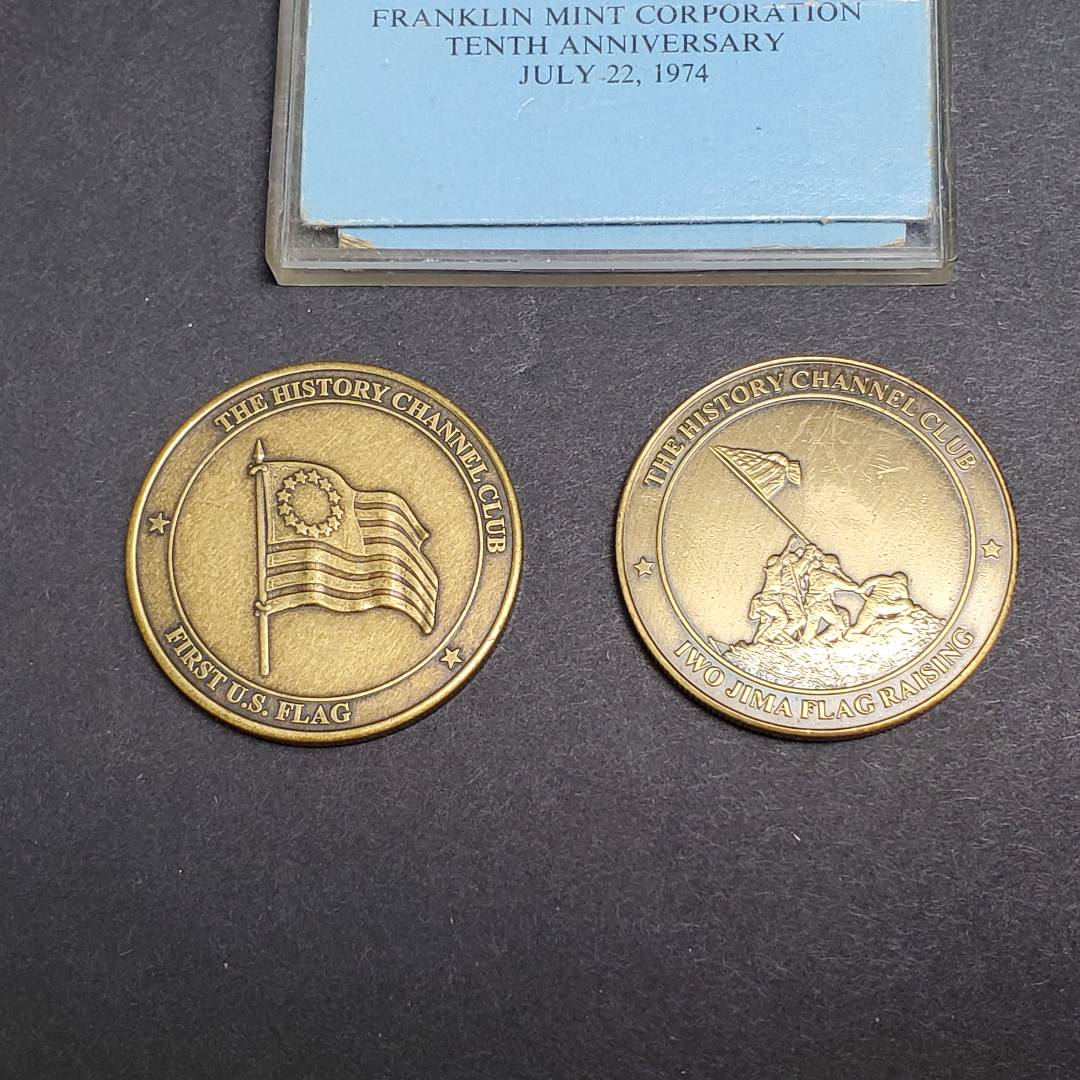 FRANKLIN MINT CORPORATION
TENTH ANNIVERSARY
JULY 22, 1974
THE HISTORY CHANNEL CLUB
FIRST U.S. FLAG
THE HISTORY CHANNEL CLUB
IWO JIMA FLAG RAISING